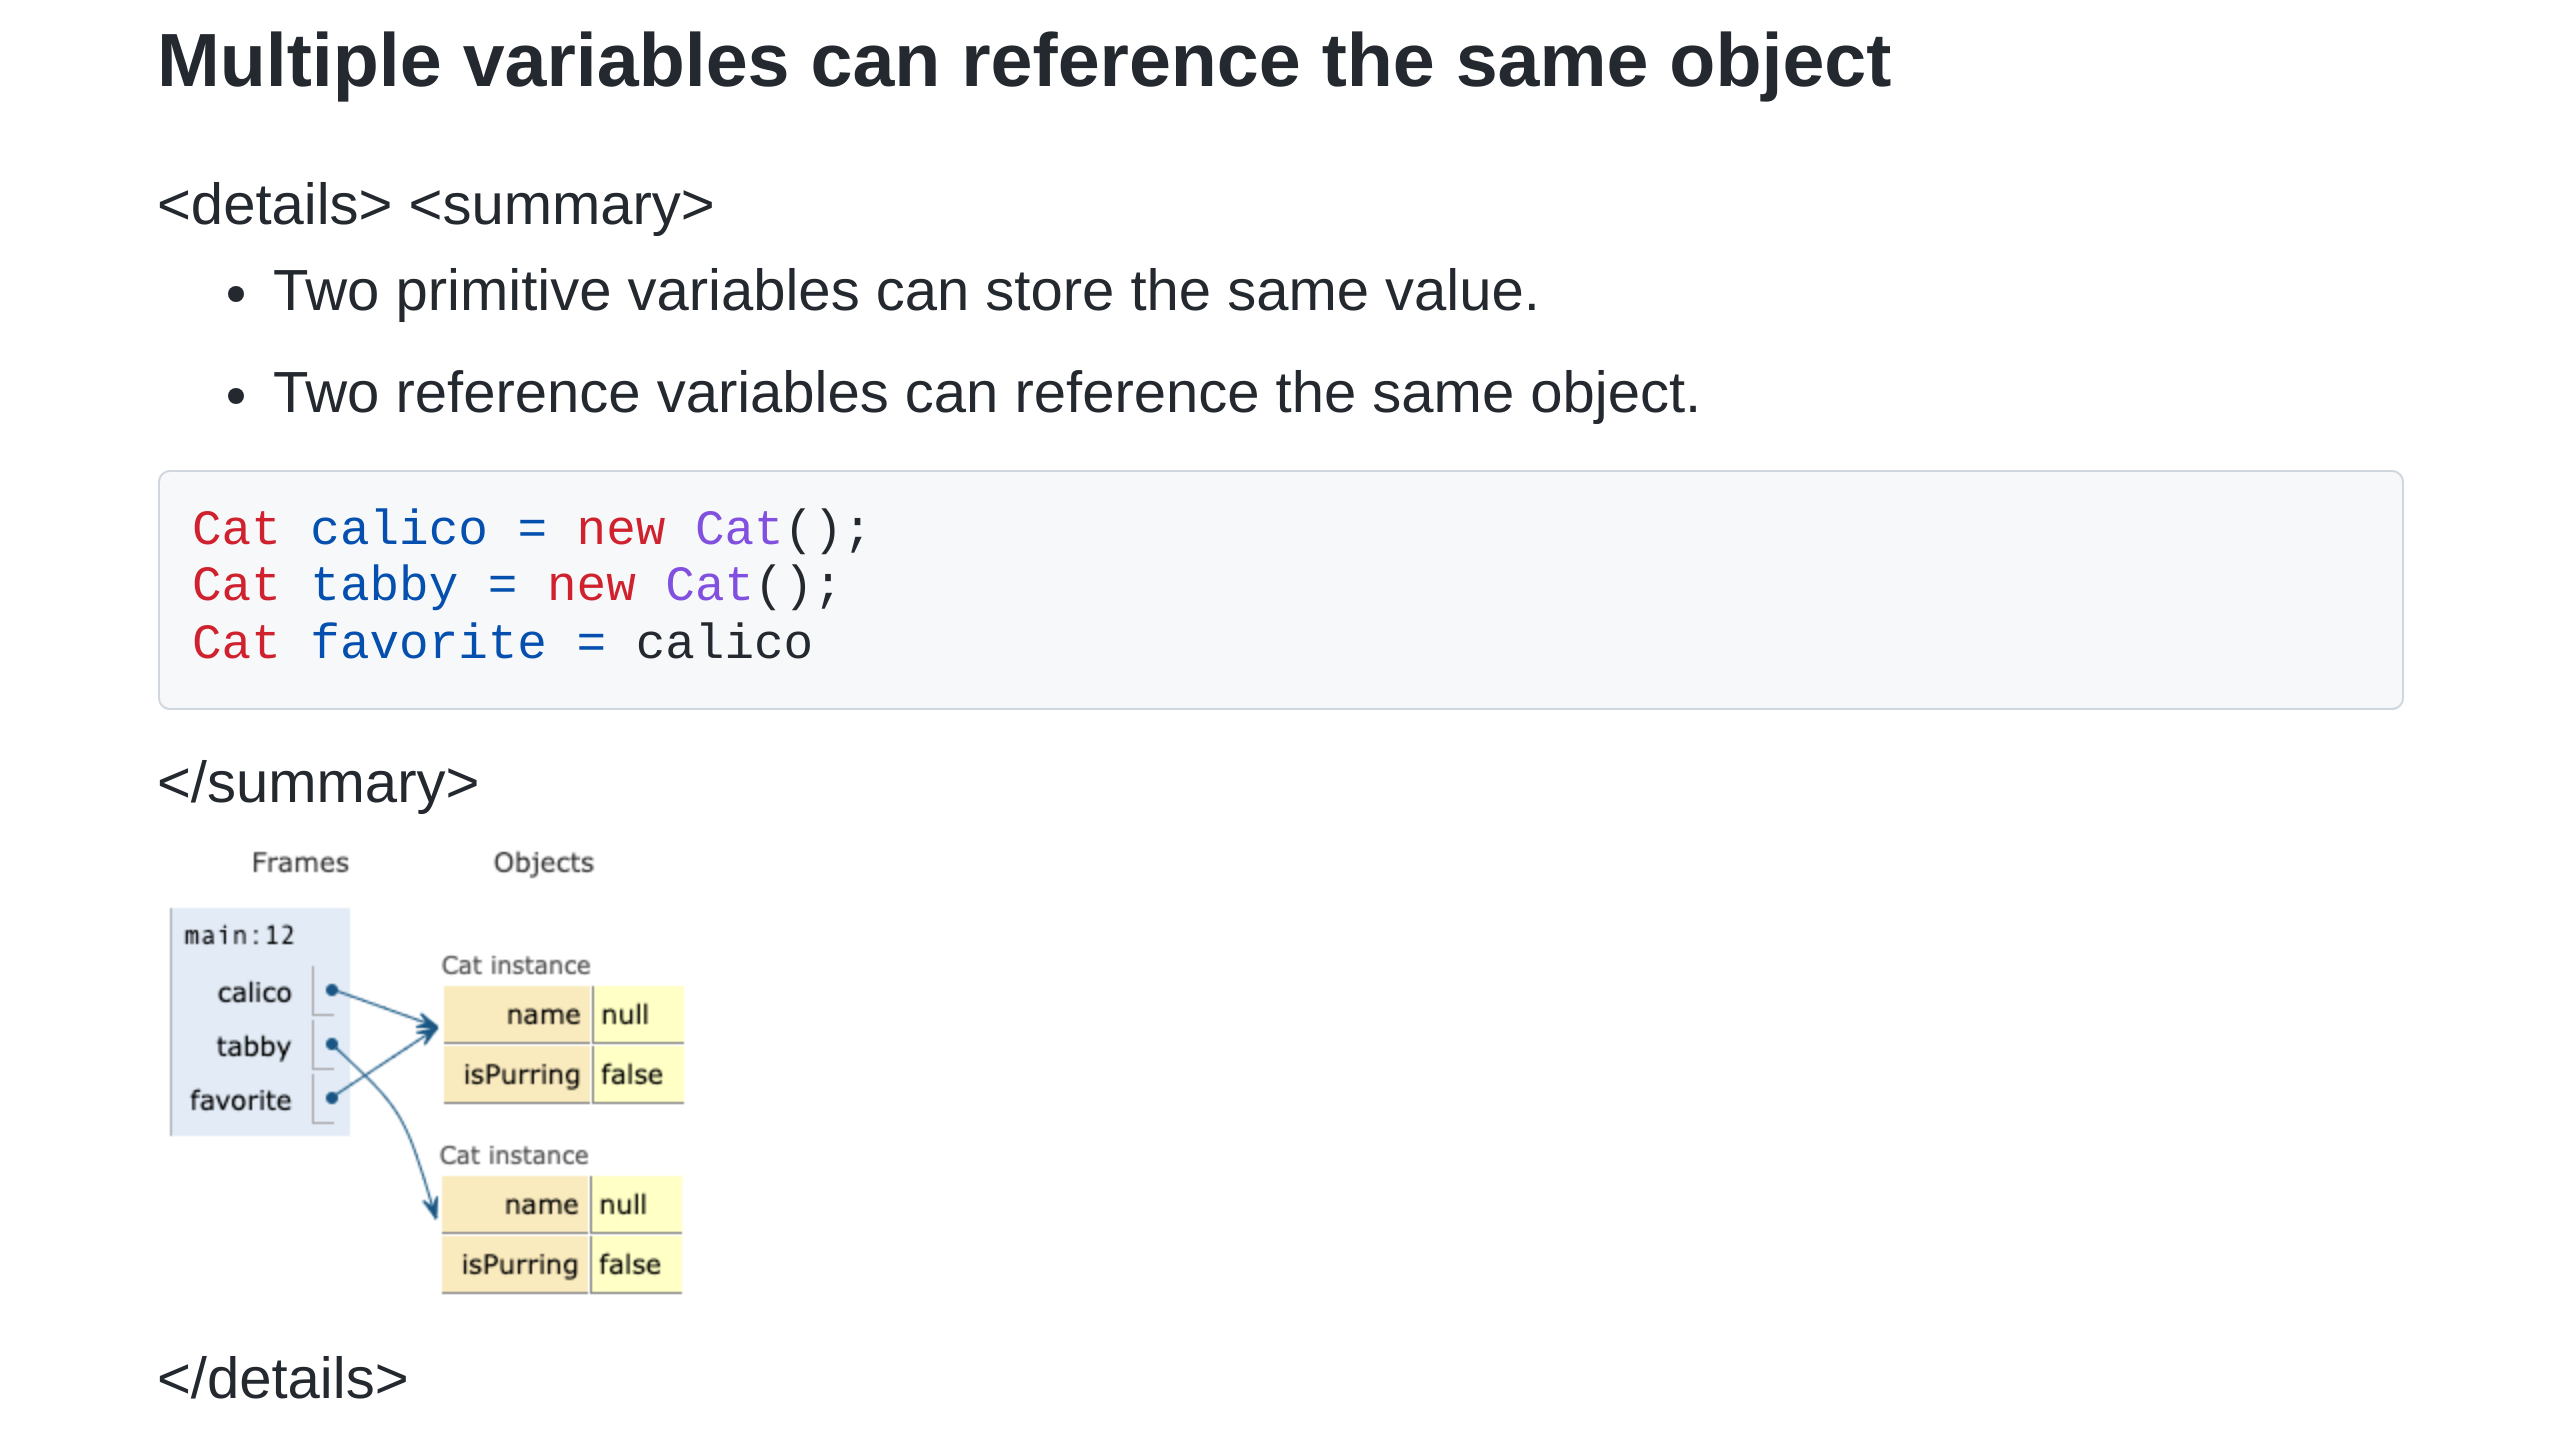 Multiple variables can reference the same object
<details> <summary>
• Two primitive variables can store the same value.
• Two reference variables can reference the same object.
Cat calico = new Cat();
Cat tabby = new Cat();
Cat favorite = calico
</summary>
Frames Objects
main:12
calico
tabby
favorite
Cat instance
name null
isPurring false
Cat instance
name null
isPurring false
</details>